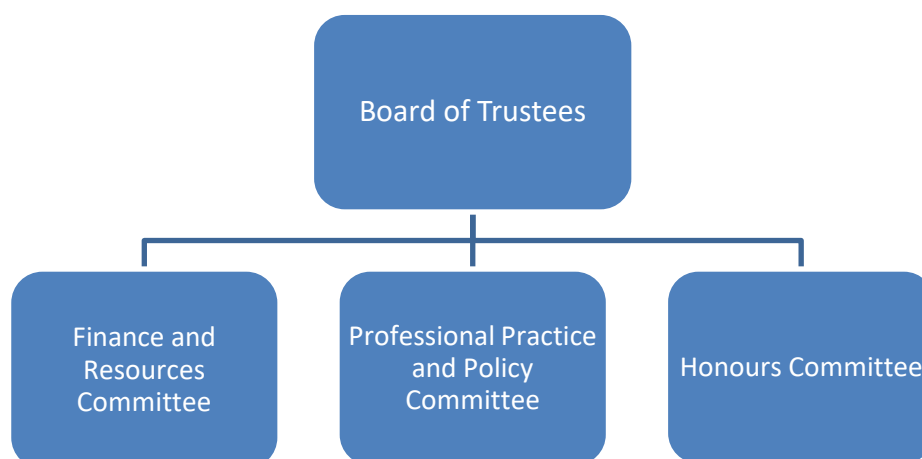 Board of Trustees
Finance and
Resources
Committee
Professional Practice
and Policy
Committee
Honours Committee